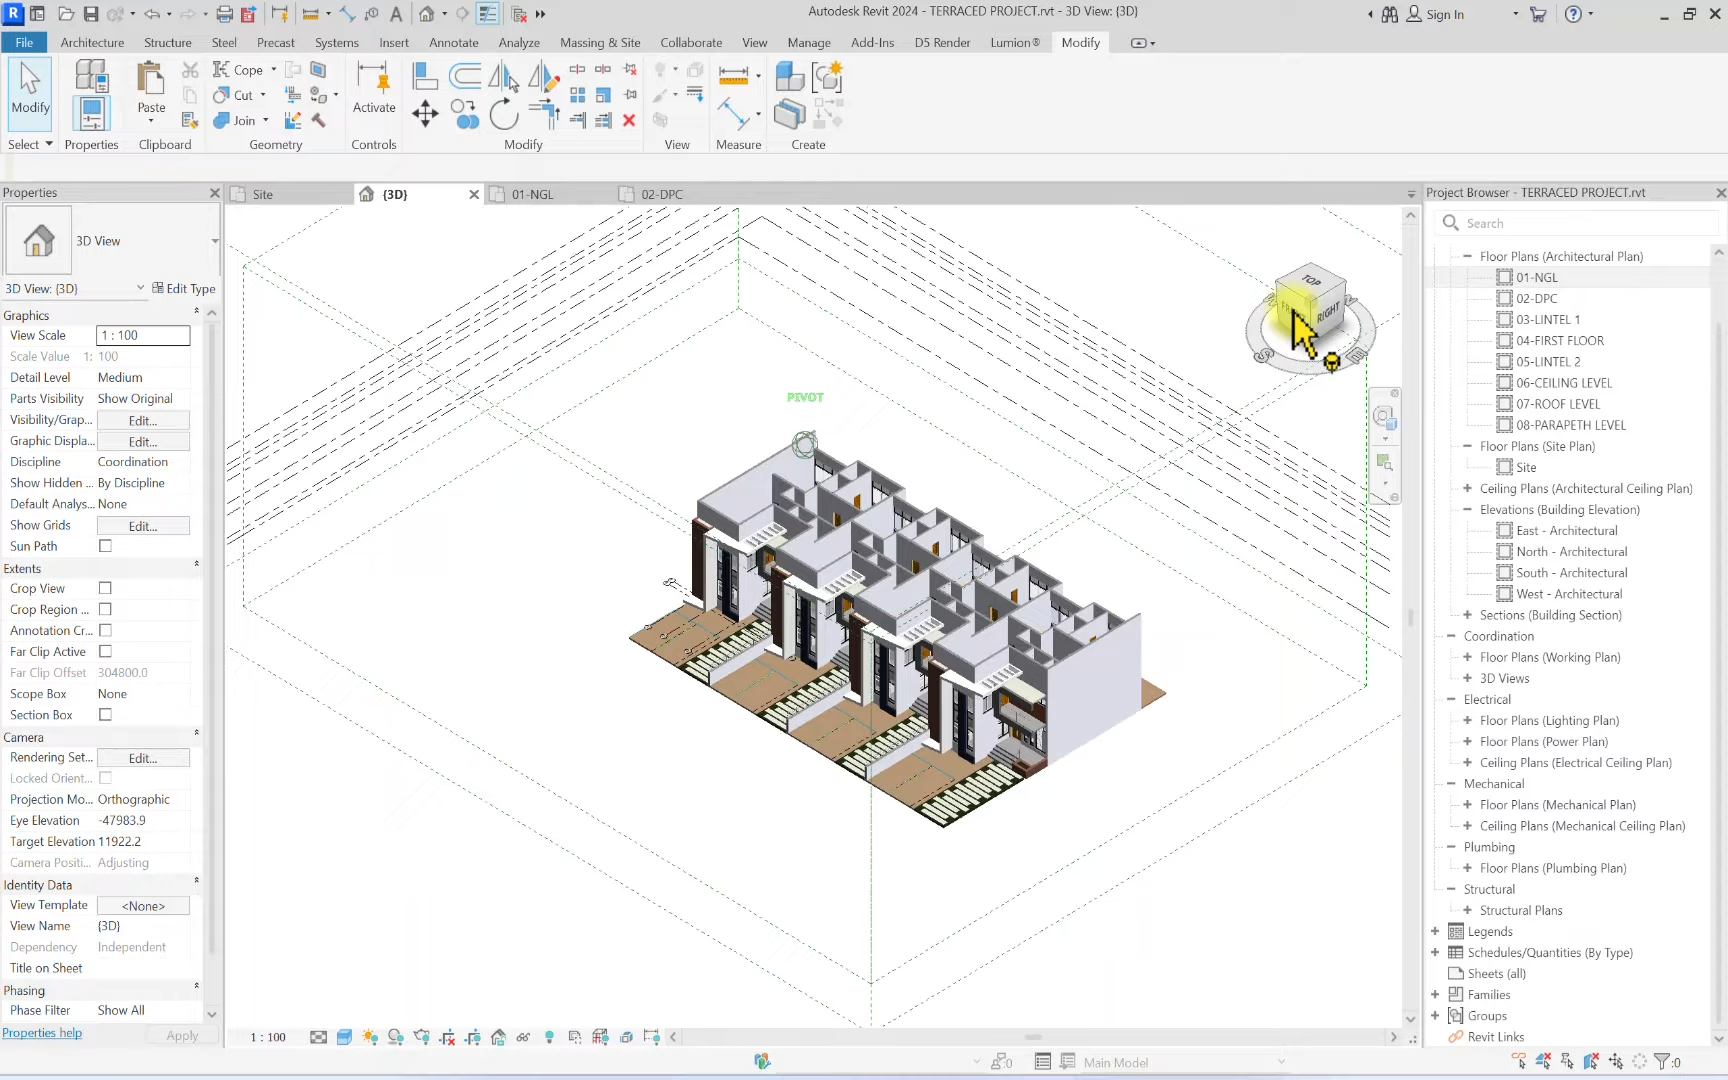 Autodesk Revit 2024 - TERRACED PROJECT.rvt - 3D View: {3D}
Sign In
File Architecture Structure Steel Precast Systems Insert Annotate Analyze Massing & Site Collaborate View Manage Add-Ins D5 Render Lumion® Modify
Modify
Paste
Cope
Cut
Join
Activate
Select Properties Clipboard Geometry Controls Modify View Measure Create
Properties
Site
{3D}
01-NGL
02-DPC
Project Browser - TERRACED PROJECT.rvt
Search
3D View
3D View: {3D} Edit Type
Graphics
View Scale 1 : 100
Scale Value 1: 100
Detail Level Medium
Parts Visibility Show Original
Visibility/Grap... Edit...
Graphic Displa... Edit...
Discipline Coordination
Show Hidden ... By Discipline
Default Analys... None
Show Grids Edit...
Sun Path
Extents
Crop View
Crop Region ...
Annotation Cr...
Far Clip Active
Far Clip Offset 304800.0
Scope Box None
Section Box
Camera
Rendering Set... Edit...
Locked Orient...
Projection Mo... Orthographic
Eye Elevation -47983.9
Target Elevation 11922.2
Camera Positi... Adjusting
Identity Data
View Template <None>
View Name {3D}
Dependency Independent
Title on Sheet
Phasing
Phase Filter Show All
Properties help Apply
PIVOT
TOP
RIGHT
S
E
Floor Plans (Architectural Plan)
01-NGL
02-DPC
03-LINTEL 1
04-FIRST FLOOR
05-LINTEL 2
06-CEILING LEVEL
07-ROOF LEVEL
08-PARAPETH LEVEL
Floor Plans (Site Plan)
Site
Ceiling Plans (Architectural Ceiling Plan)
Elevations (Building Elevation)
East - Architectural
North - Architectural
South - Architectural
West - Architectural
Sections (Building Section)
Coordination
Floor Plans (Working Plan)
3D Views
Electrical
Floor Plans (Lighting Plan)
Floor Plans (Power Plan)
Ceiling Plans (Electrical Ceiling Plan)
Mechanical
Floor Plans (Mechanical Plan)
Ceiling Plans (Mechanical Ceiling Plan)
Plumbing
Floor Plans (Plumbing Plan)
Structural
Structural Plans
Legends
Schedules/Quantities (By Type)
Sheets (all)
Families
Groups
Revit Links
1 : 100
:0
Main Model
:0